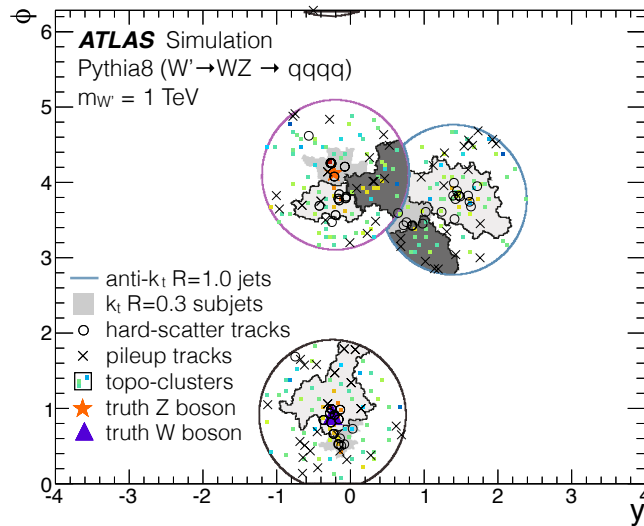 ϕ
6
5
4
3
2
1
0
ATLAS Simulation
Pythia8 (W'→WZ → qqqq)
m_W' = 1 TeV
anti-k_t R=1.0 jets
k_t R=0.3 subjets
hard-scatter tracks
pileup tracks
topo-clusters
truth Z boson
truth W boson
-4 -3 -2 -1 0 1 2 3 4
y